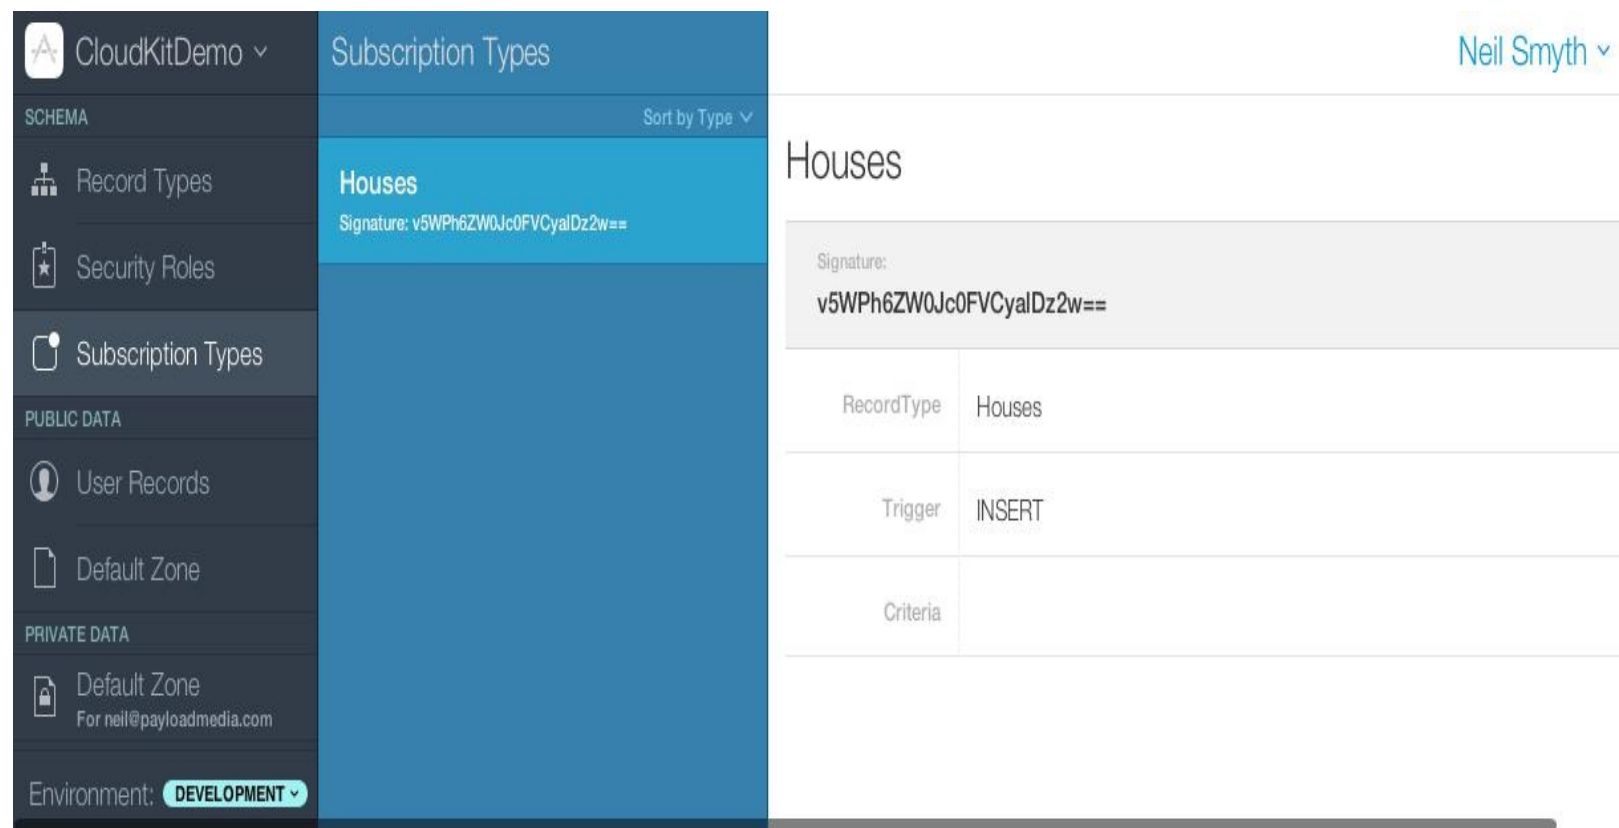 CloudKitDemo
SCHEMA
Record Types
Security Roles
Subscription Types
PUBLIC DATA
User Records
Default Zone
PRIVATE DATA
Default Zone
For neil@payloadmedia.com
Environment: DEVELOPMENT
Subscription Types
Sort by Type
Houses
Signature: v5WPh6ZW0Jc0FVCyalDz2w==
Neil Smyth
Houses
Signature:
v5WPh6ZW0Jc0FVCyalDz2w==
RecordType Houses
Trigger INSERT
Criteria